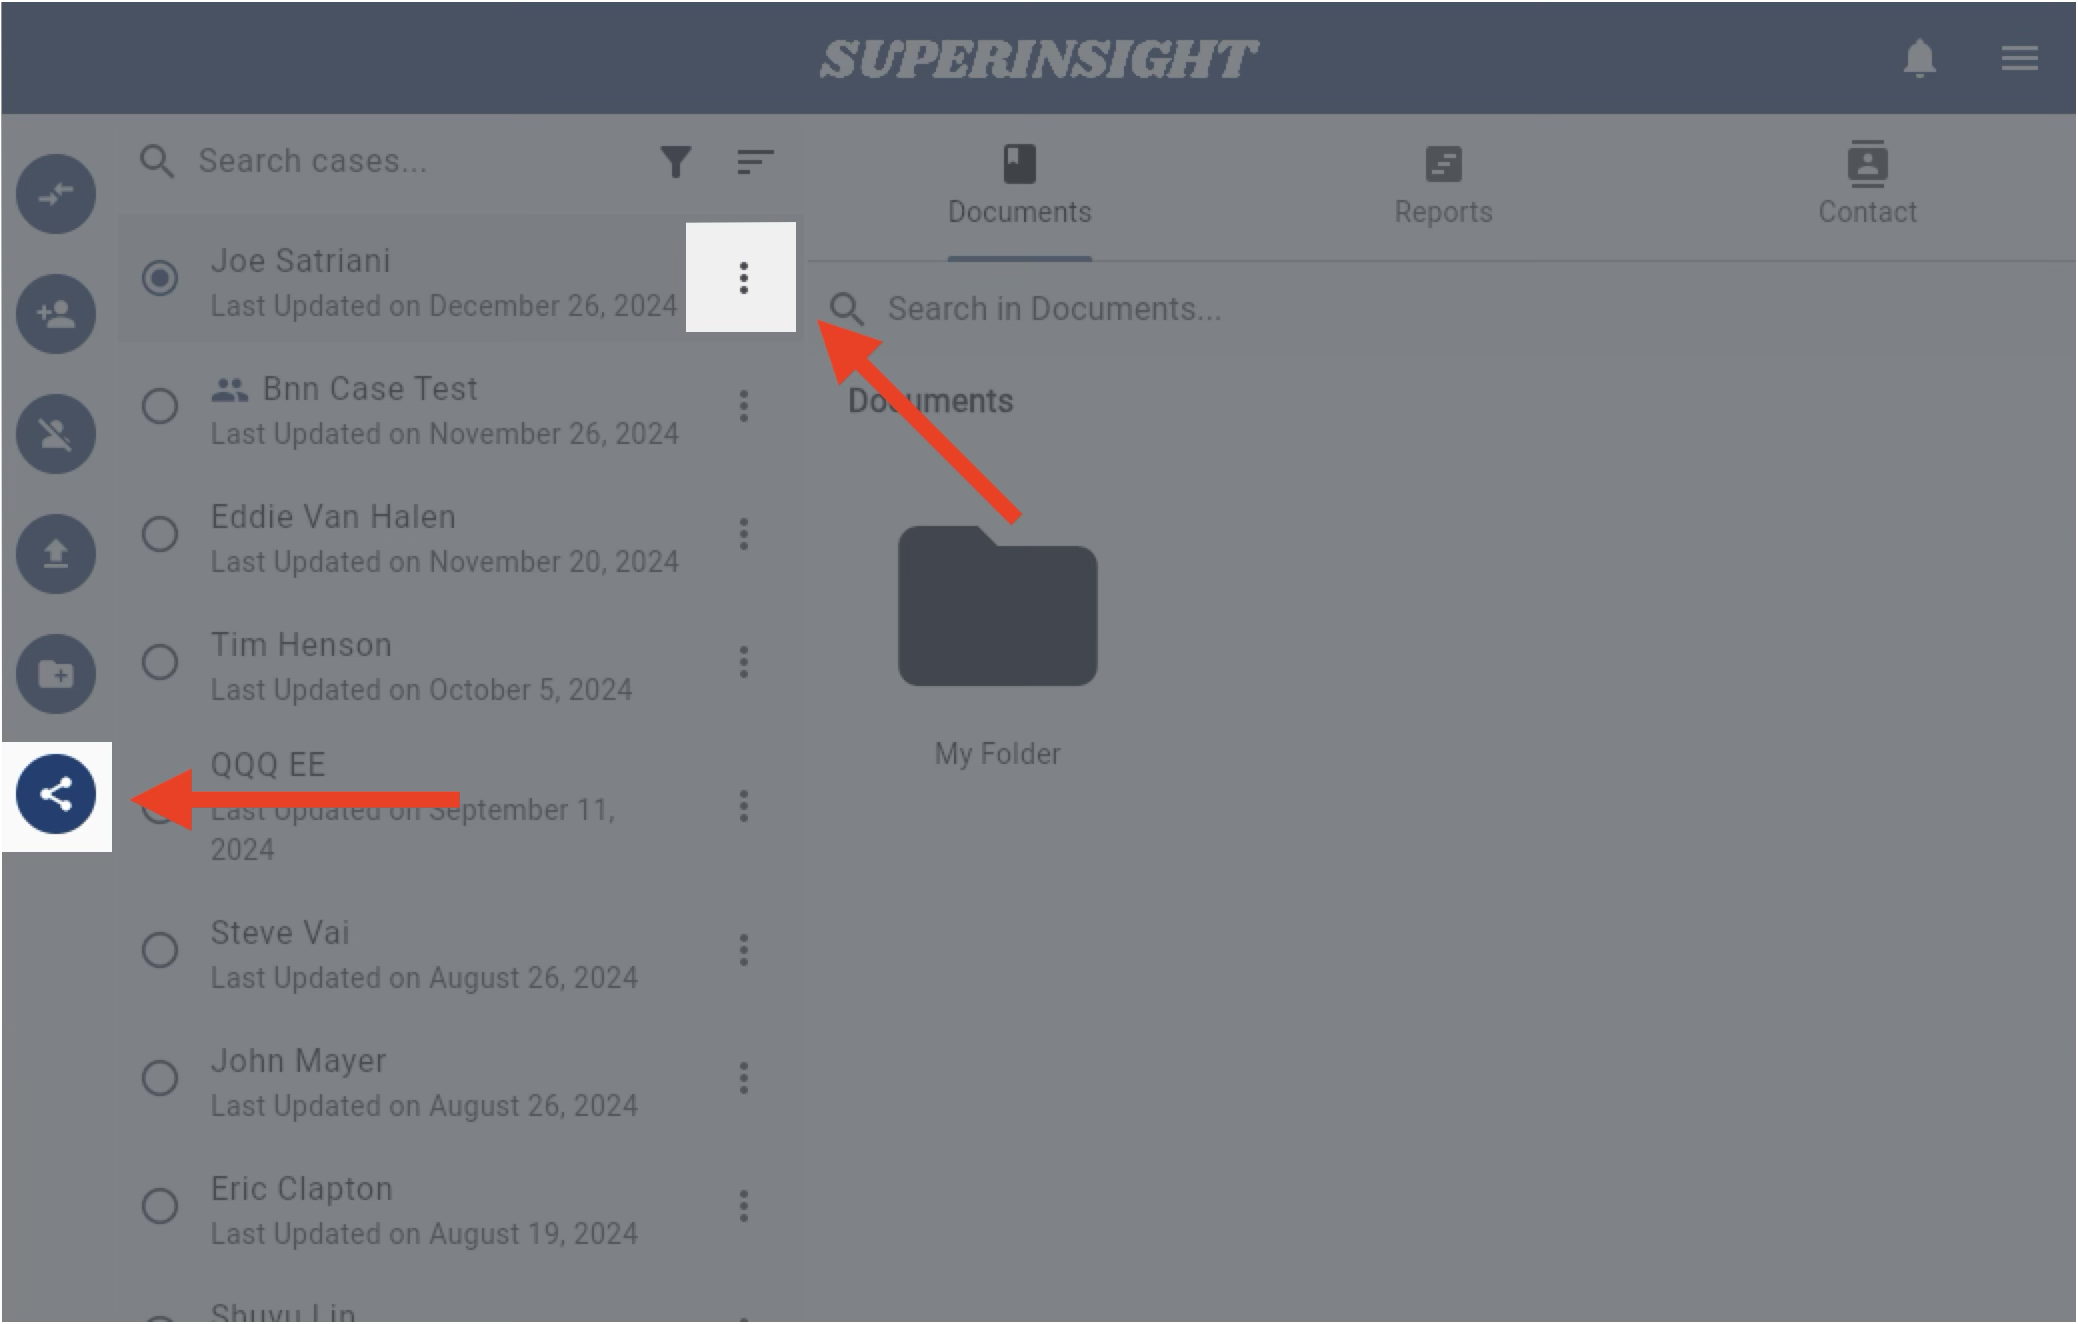 SUPERINSIGHT
Search cases...
Documents
Reports
Contact
Joe Satriani
Last Updated on December 26, 2024
Search in Documents...
Bnn Case Test
Last Updated on November 26, 2024
Documents
Eddie Van Halen
Last Updated on November 20, 2024
Tim Henson
Last Updated on October 5, 2024
My Folder
QQQ EE
Last Updated on September 11,
2024
Steve Vai
Last Updated on August 26, 2024
John Mayer
Last Updated on August 26, 2024
Eric Clapton
Last Updated on August 19, 2024
Shuyu Lin